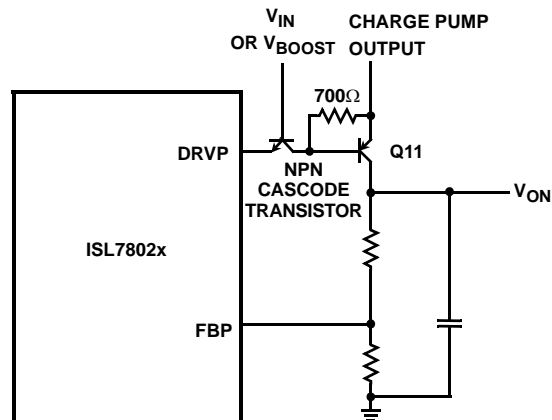 V_IN
OR V_BOOST
CHARGE PUMP
OUTPUT
700Ω
DRVP
Q11
NPN
CASCODE
TRANSISTOR
V_ON
ISL7802x
FBP